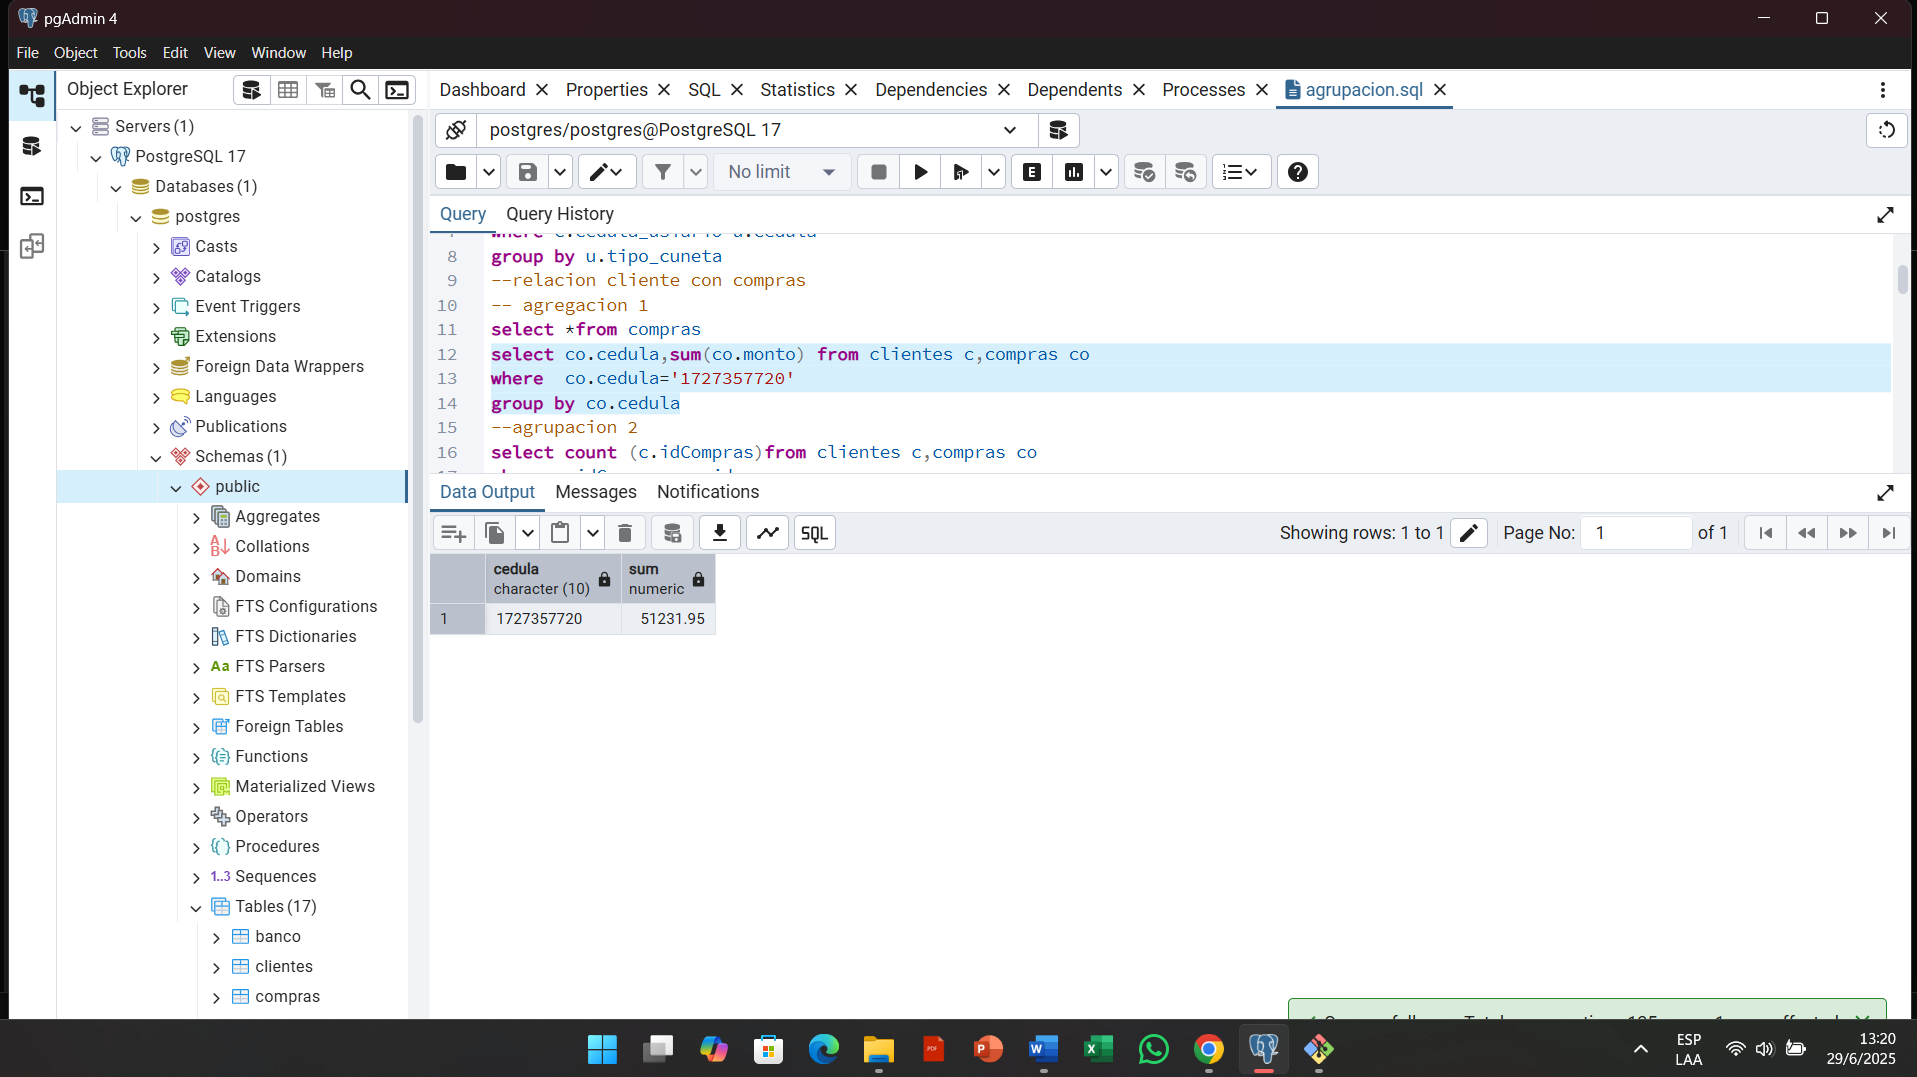 pgAdmin 4
File Object Tools Edit View Window Help
Object Explorer
Dashboard Properties SQL Statistics Dependencies Dependents Processes agrupacion.sql
postgres/postgres@PostgreSQL 17
No limit
Query Query History
8 group by u.tipo_cuneta
9 --relacion cliente con compras
10 -- agregacion 1
11 select *from compras
12 select co.cedula,sum(co.monto) from clientes c,compras co
13 where  co.cedula='1727357720'
14 group by co.cedula
15 --agrupacion 2
16 select count (c.idCompras)from clientes c,compras co
Data Output Messages Notifications
SQL
Showing rows: 1 to 1 Page No: 1 of 1
cedula
character (10)
sum
numeric
1 1727357720 51231.95
Servers (1)
PostgreSQL 17
Databases (1)
postgres
Casts
Catalogs
Event Triggers
Extensions
Foreign Data Wrappers
Languages
Publications
Schemas (1)
public
Aggregates
Collations
Domains
FTS Configurations
FTS Dictionaries
Aa FTS Parsers
FTS Templates
Foreign Tables
Functions
Materialized Views
Operators
Procedures
1..3 Sequences
Tables (17)
banco
clientes
compras
ESP
LAA
13:20
29/6/2025